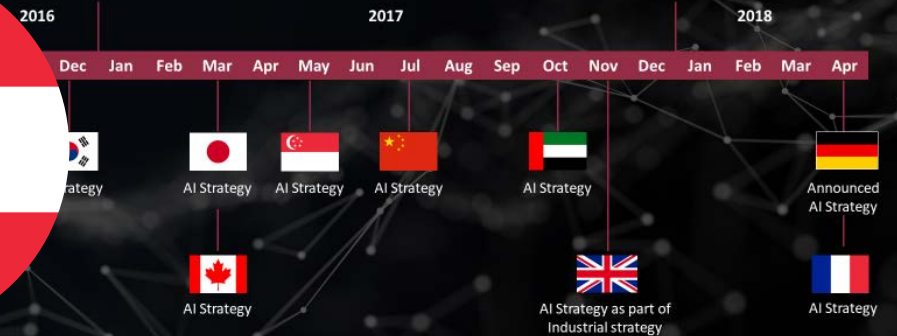 2016 2017 2018
Dec Jan Feb Mar Apr May Jun Jul Aug Sep Oct Nov Dec Jan Feb Mar Apr
AI Strategy AI Strategy AI Strategy AI Strategy Announced
AI Strategy
AI Strategy AI Strategy as part of
Industrial strategy AI Strategy